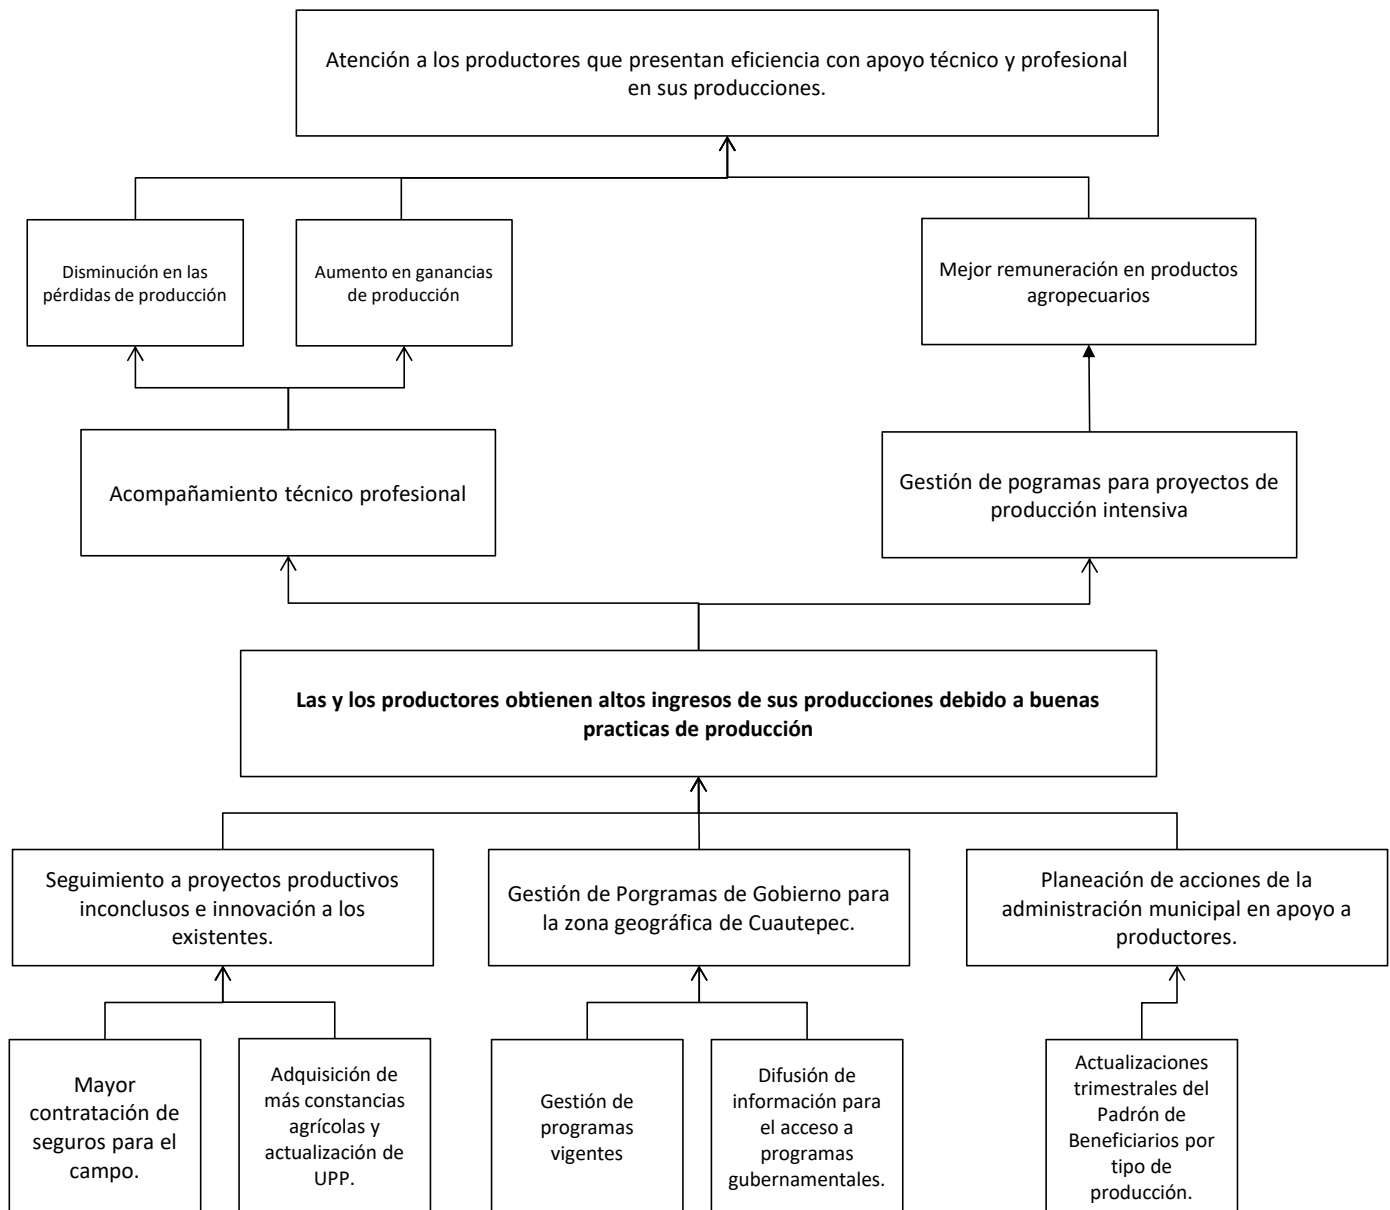 Atención a los productores que presentan eficiencia con apoyo técnico y profesional
en sus producciones.
Disminución en las
pérdidas de producción
Aumento en ganancias
de producción
Mejor remuneración en productos
agropecuarios
Acompañamiento técnico profesional
Gestión de pogramas para proyectos de
producción intensiva
Las y los productores obtienen altos ingresos de sus producciones debido a buenas
practicas de producción
Seguimiento a proyectos productivos
inconclusos e innovación a los
existentes.
Gestión de Porgramas de Gobierno para
la zona geográfica de Cuautepec.
Planeación de acciones de la
administración municipal en apoyo a
productores.
Mayor
contratación de
seguros para el
campo.
Adquisición de
más constancias
agrícolas y
actualización de
UPP.
Gestión de
programas
vigentes
Difusión de
información para
el acceso a
programas
gubernamentales.
Actualizaciones
trimestrales del
Padrón de
Beneficiarios por
tipo de
producción.